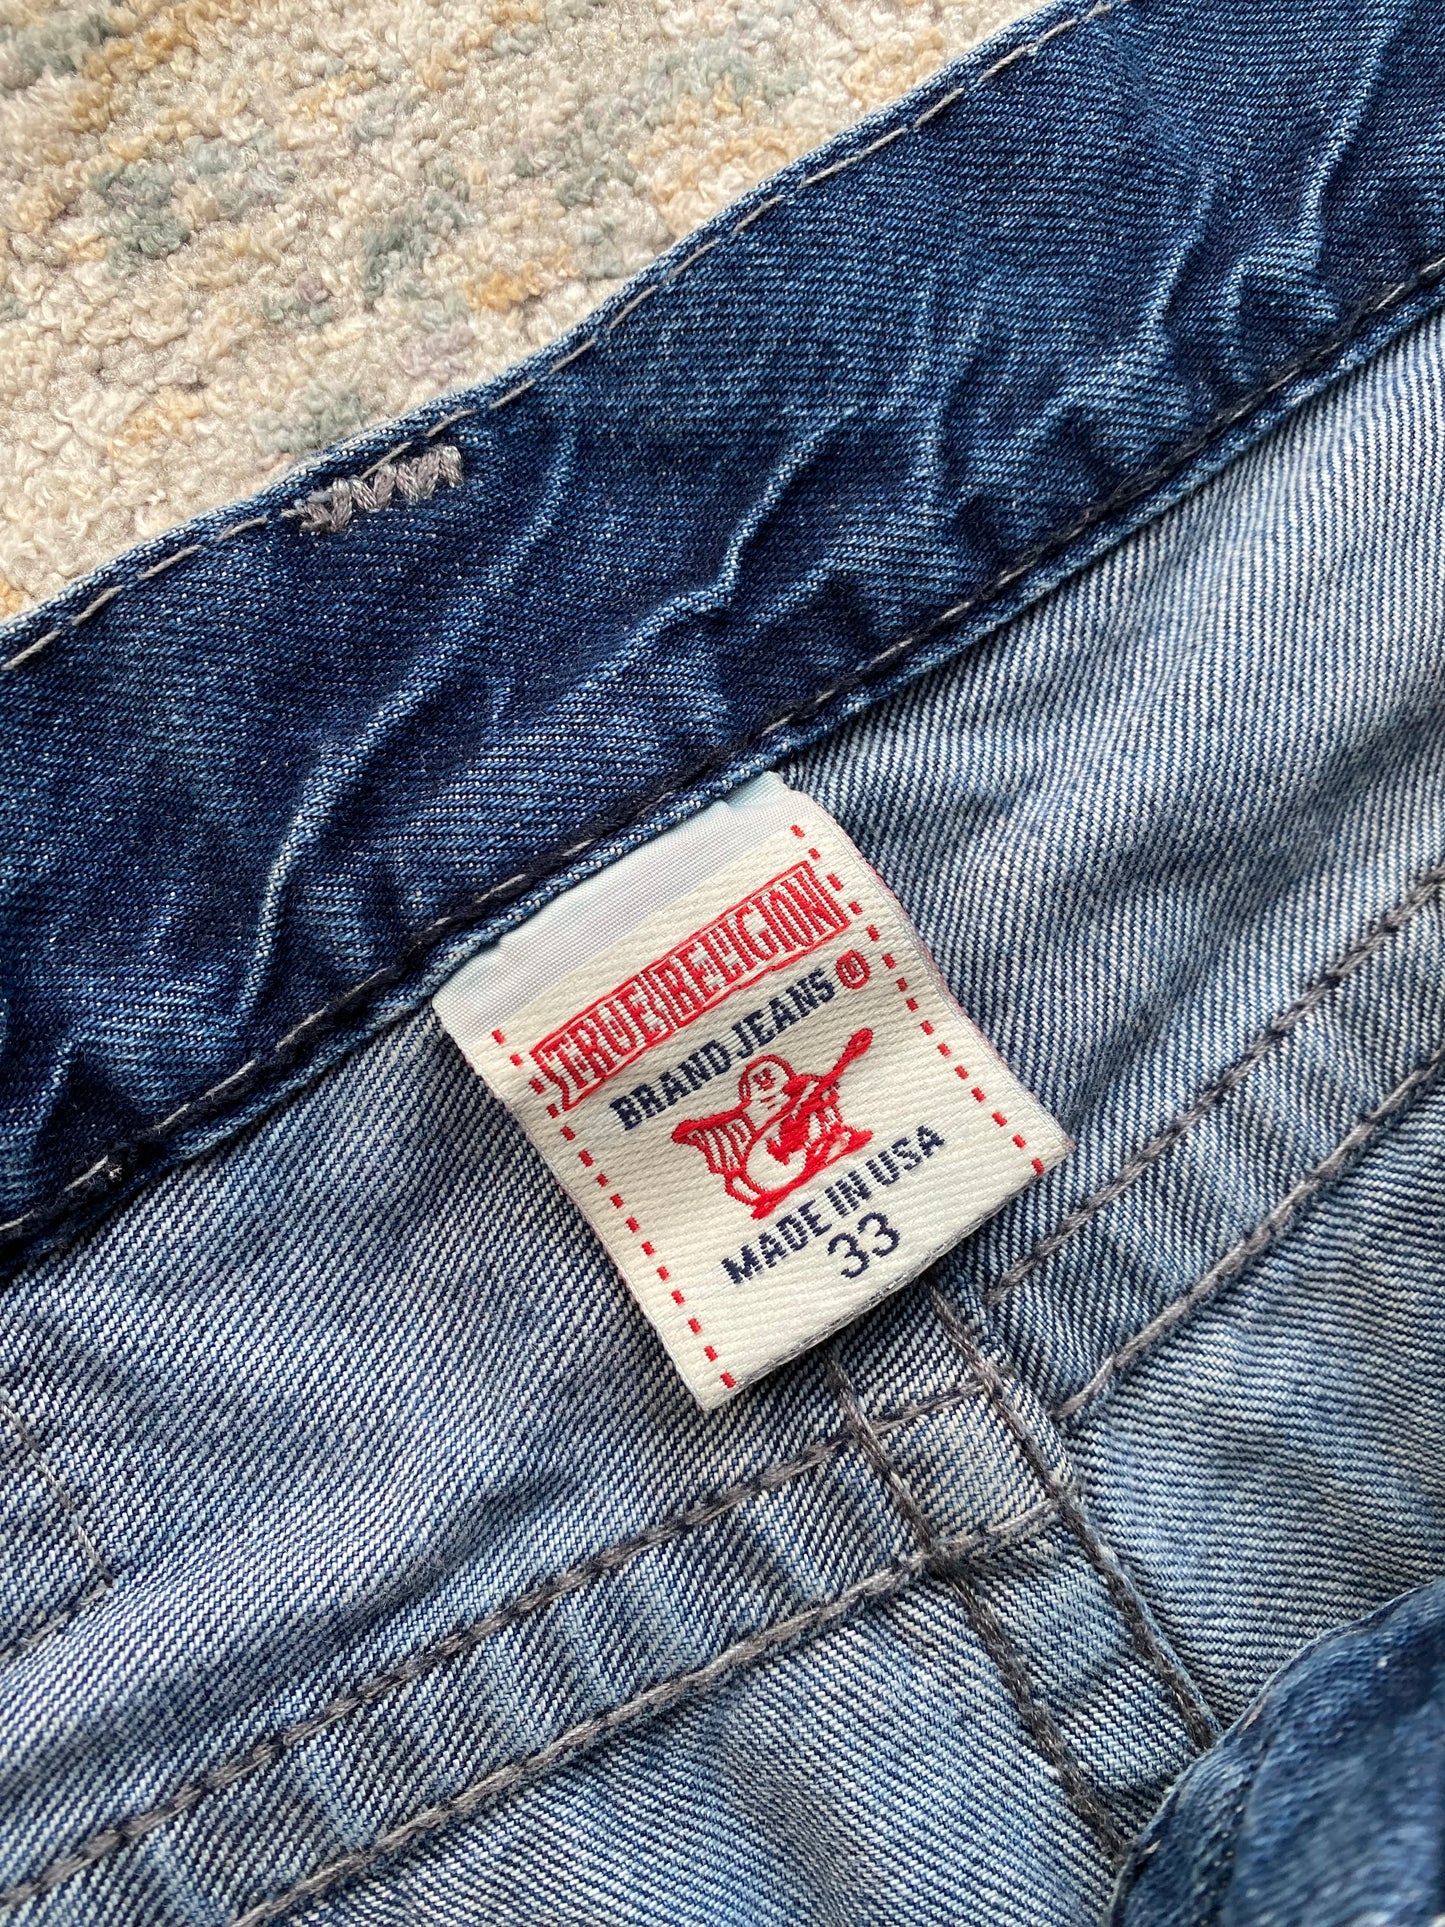 TRUE RELIGION
BRAND JEANS ®
MADE IN USA
33